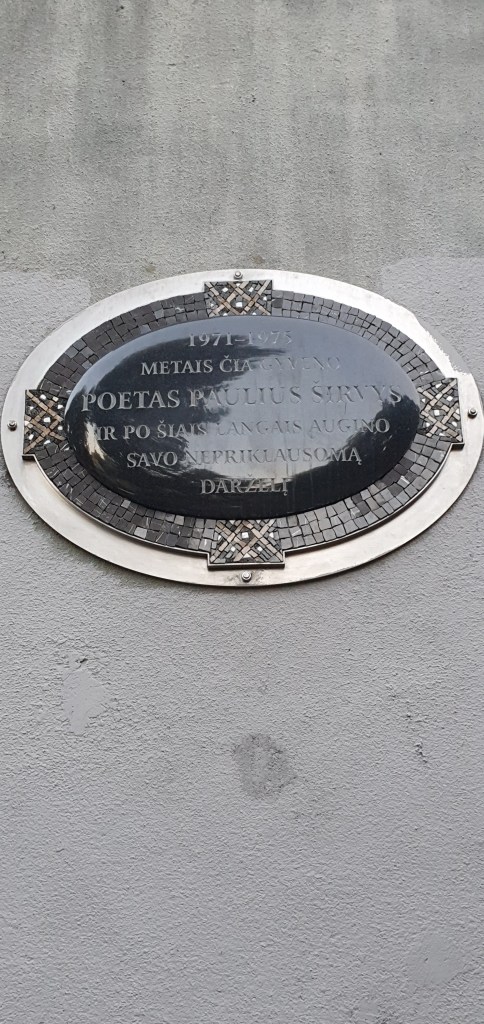 1971-1975
METAIS ČIA GYVENO
POETAS PAULIUS ŠIRVYS
IR PO ŠIAIS LANGAIS AUGINO
SAVO NEPRIKLAUSOMĄ
DARŽELĮ